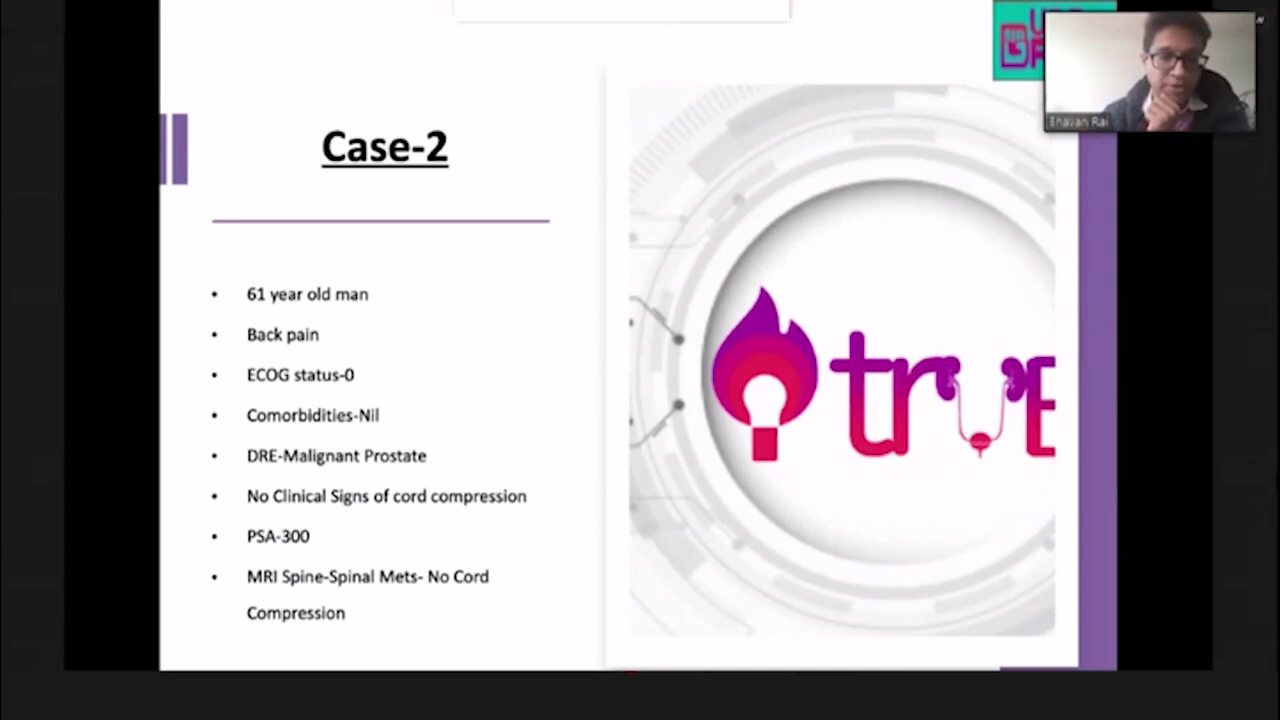 Bhavan Rai
Case-2
61 year old man
Back pain
ECOG status-0
Comorbidities-Nil
DRE-Malignant Prostate
No Clinical Signs of cord compression
PSA-300
MRI Spine-Spinal Mets- No Cord
Compression
trUE